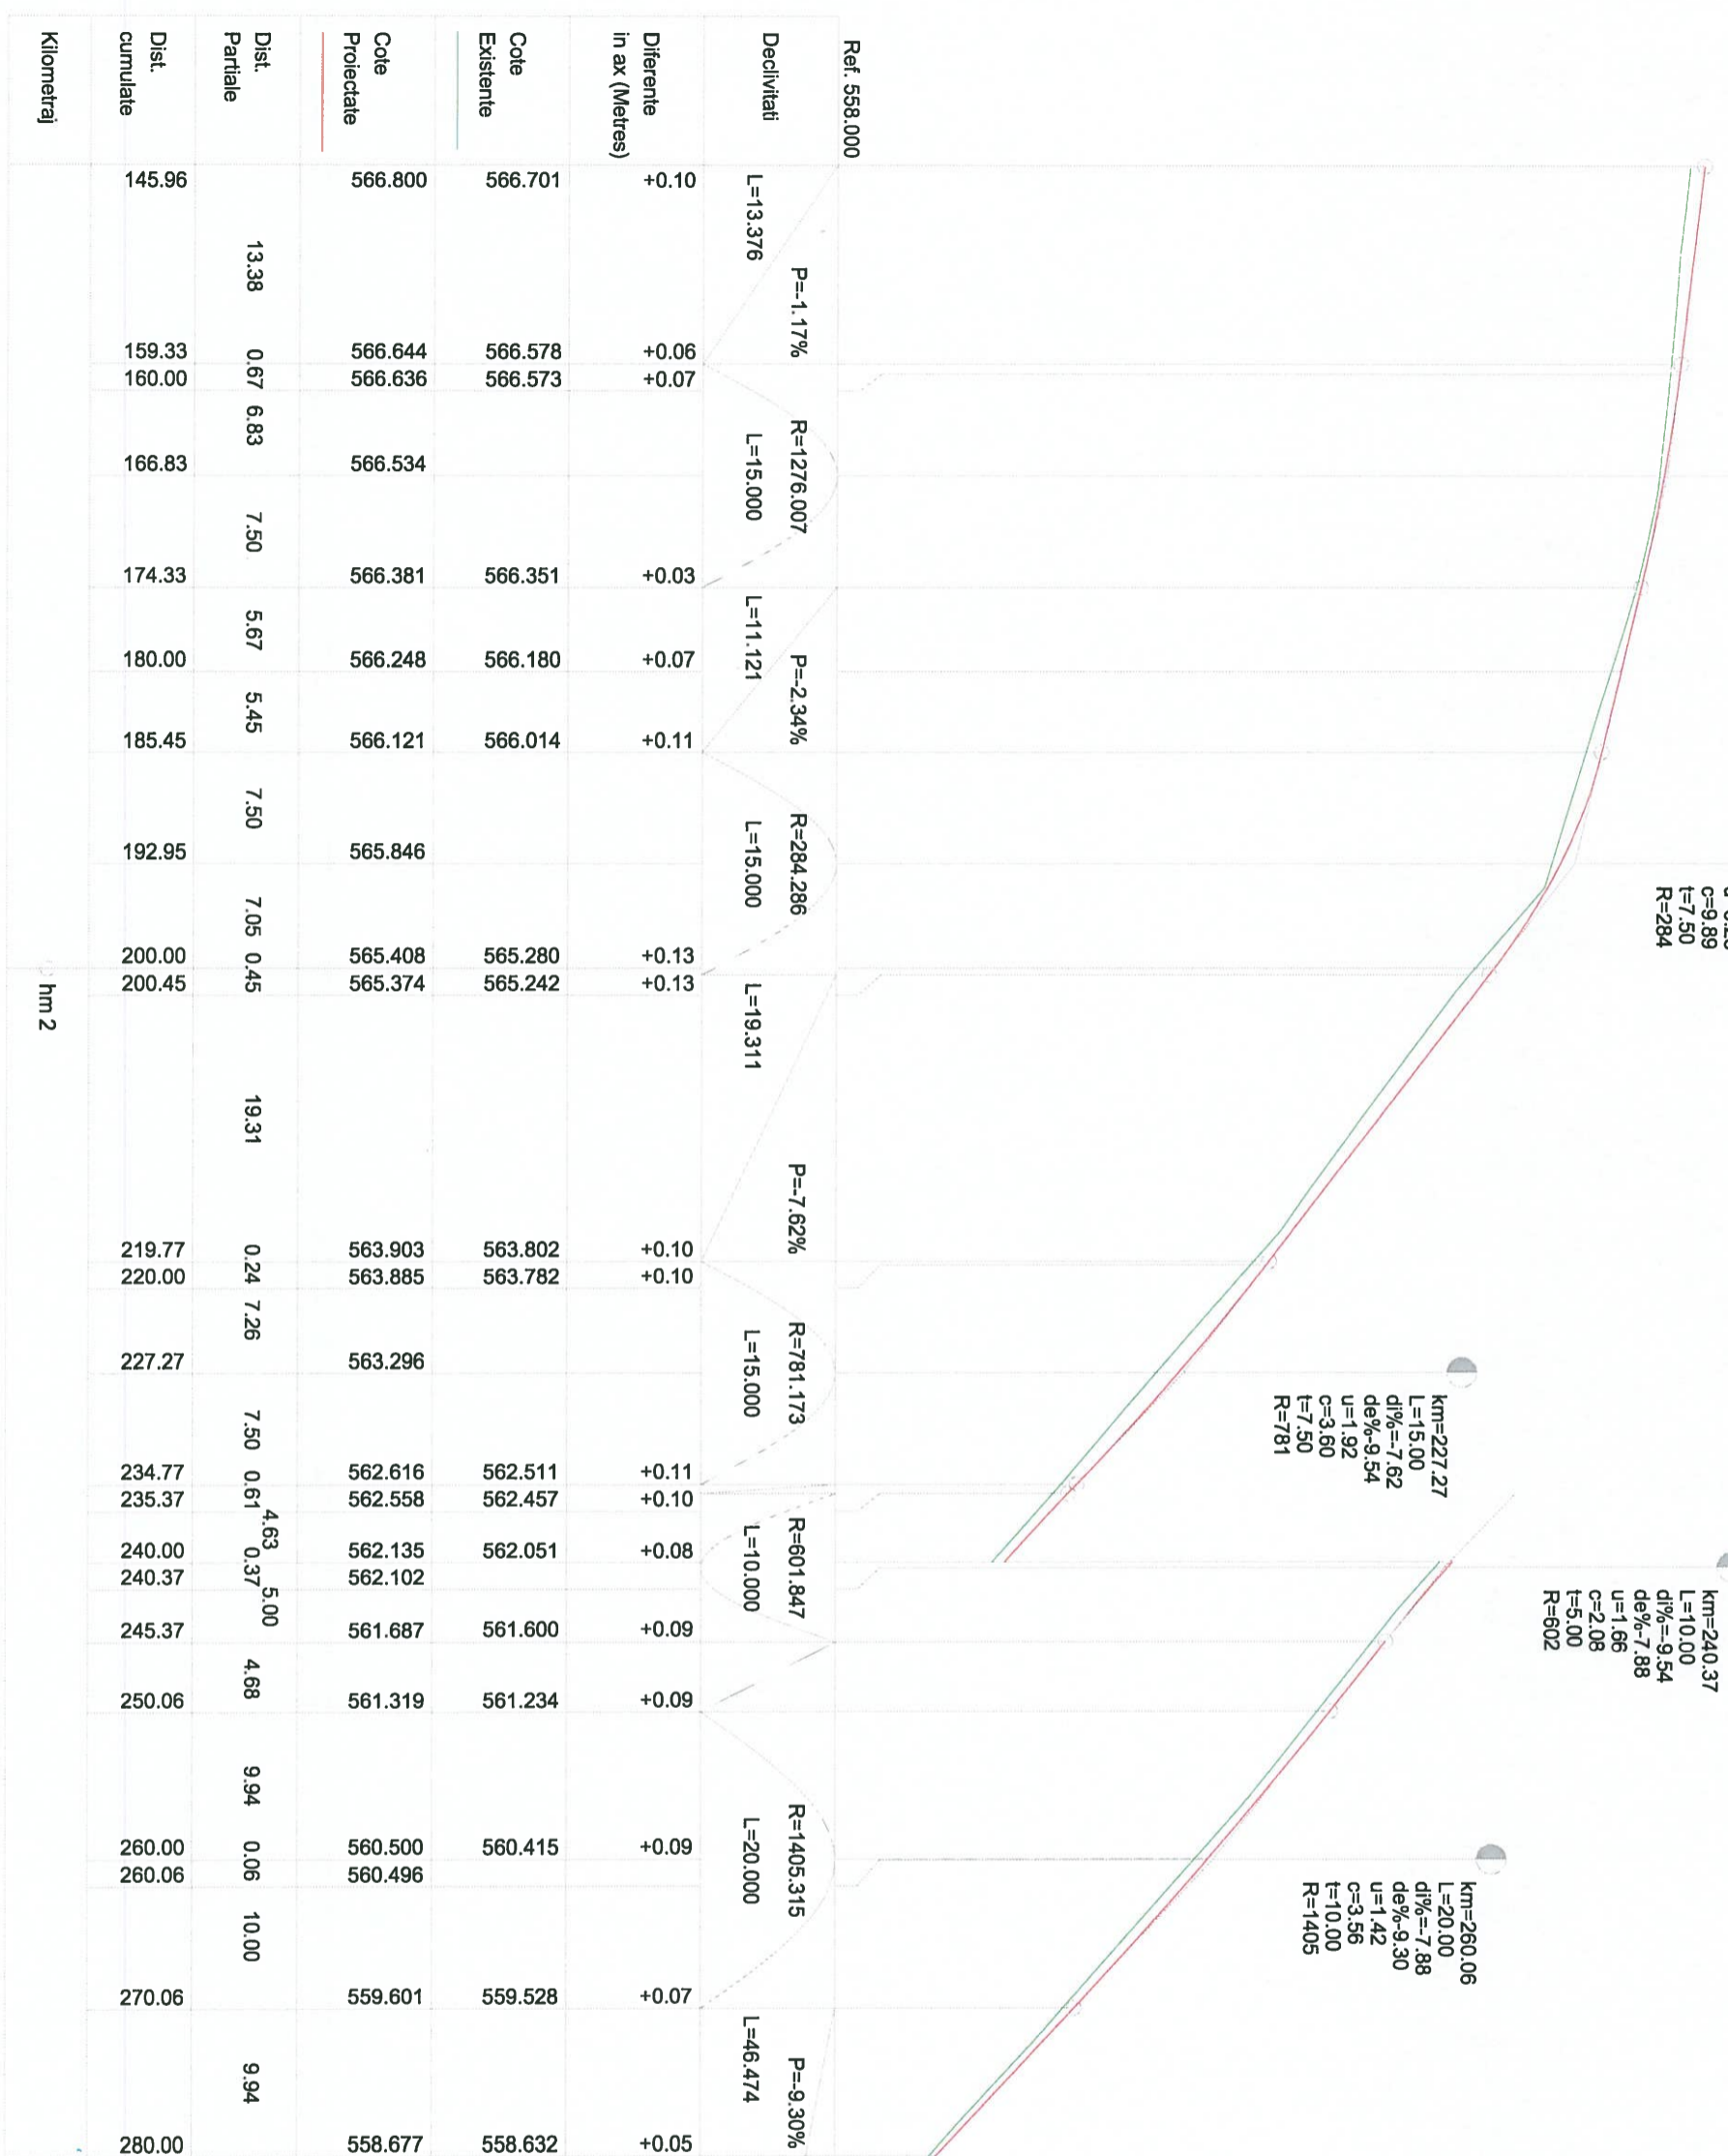 c=9.89
t=7.50
R=284
km=227.27
L=15.00
di%=-7.62
de%-9.54
u=1.92
c=3.60
t=7.50
R=781
km=240.37
L=10.00
di%=-9.54
de%-7.88
u=1.66
c=2.08
t=5.00
R=602
km=260.06
L=20.00
di%=-7.88
de%-9.30
u=1.42
c=3.56
t=10.00
R=1405
Ref. 558.000
Declivitati
P=-1.17% R=1276.007 P=-2.34% R=284.286 P=-7.62% R=781.173 R=601.847 R=1405.315 P=-9.30%
L=13.376 L=15.000 L=11.121 L=15.000 L=19.311 L=15.000 L=10.000 L=20.000 L=46.474
Diferente
in ax (Metres)
+0.10 +0.06 +0.07 +0.03 +0.07 +0.11 +0.13 +0.13 +0.10 +0.10 +0.11 +0.10 +0.08 +0.09 +0.09 +0.09 +0.07 +0.05
Cote
Existente
566.701 566.578 566.573 566.351 566.180 566.014 565.280 565.242 563.802 563.782 562.511 562.457 562.051 561.600 561.234 560.415 559.528 558.632
Cote
Proiectate
566.800 566.644 566.636 566.534 566.381 566.248 566.121 565.846 565.408 565.374 563.903 563.885 563.296 562.616 562.558 562.135 562.102 561.687 561.319 560.500 560.496 559.601 558.677
Dist.
Partiale
13.38 0.67 6.83 7.50 5.67 5.45 7.50 7.05 0.45 19.31 0.24 7.26 7.50 0.61 4.63 0.37 5.00 4.68 9.94 0.06 10.00 9.94
Dist.
cumulate
145.96 159.33 160.00 166.83 174.33 180.00 185.45 192.95 200.00 200.45 219.77 220.00 227.27 234.77 235.37 240.00 240.37 245.37 250.06 260.00 260.06 270.06 280.00
Kilometraj
hm 2